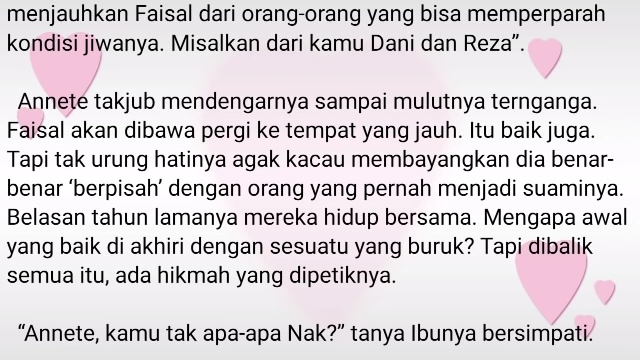 menjauhkan Faisal dari orang-orang yang bisa memperparah
kondisi jiwanya. Misalkan dari kamu Dani dan Reza”.
Annete takjub mendengarnya sampai mulutnya ternganga.
Faisal akan dibawa pergi ke tempat yang jauh. Itu baik juga.
Tapi tak urung hatinya agak kacau membayangkan dia benar-
benar ‘berpisah’ dengan orang yang pernah menjadi suaminya.
Belasan tahun lamanya mereka hidup bersama. Mengapa awal
yang baik di akhiri dengan sesuatu yang buruk? Tapi dibalik
semua itu, ada hikmah yang dipetiknya.
“Annete, kamu tak apa-apa Nak?” tanya Ibunya bersimpati.